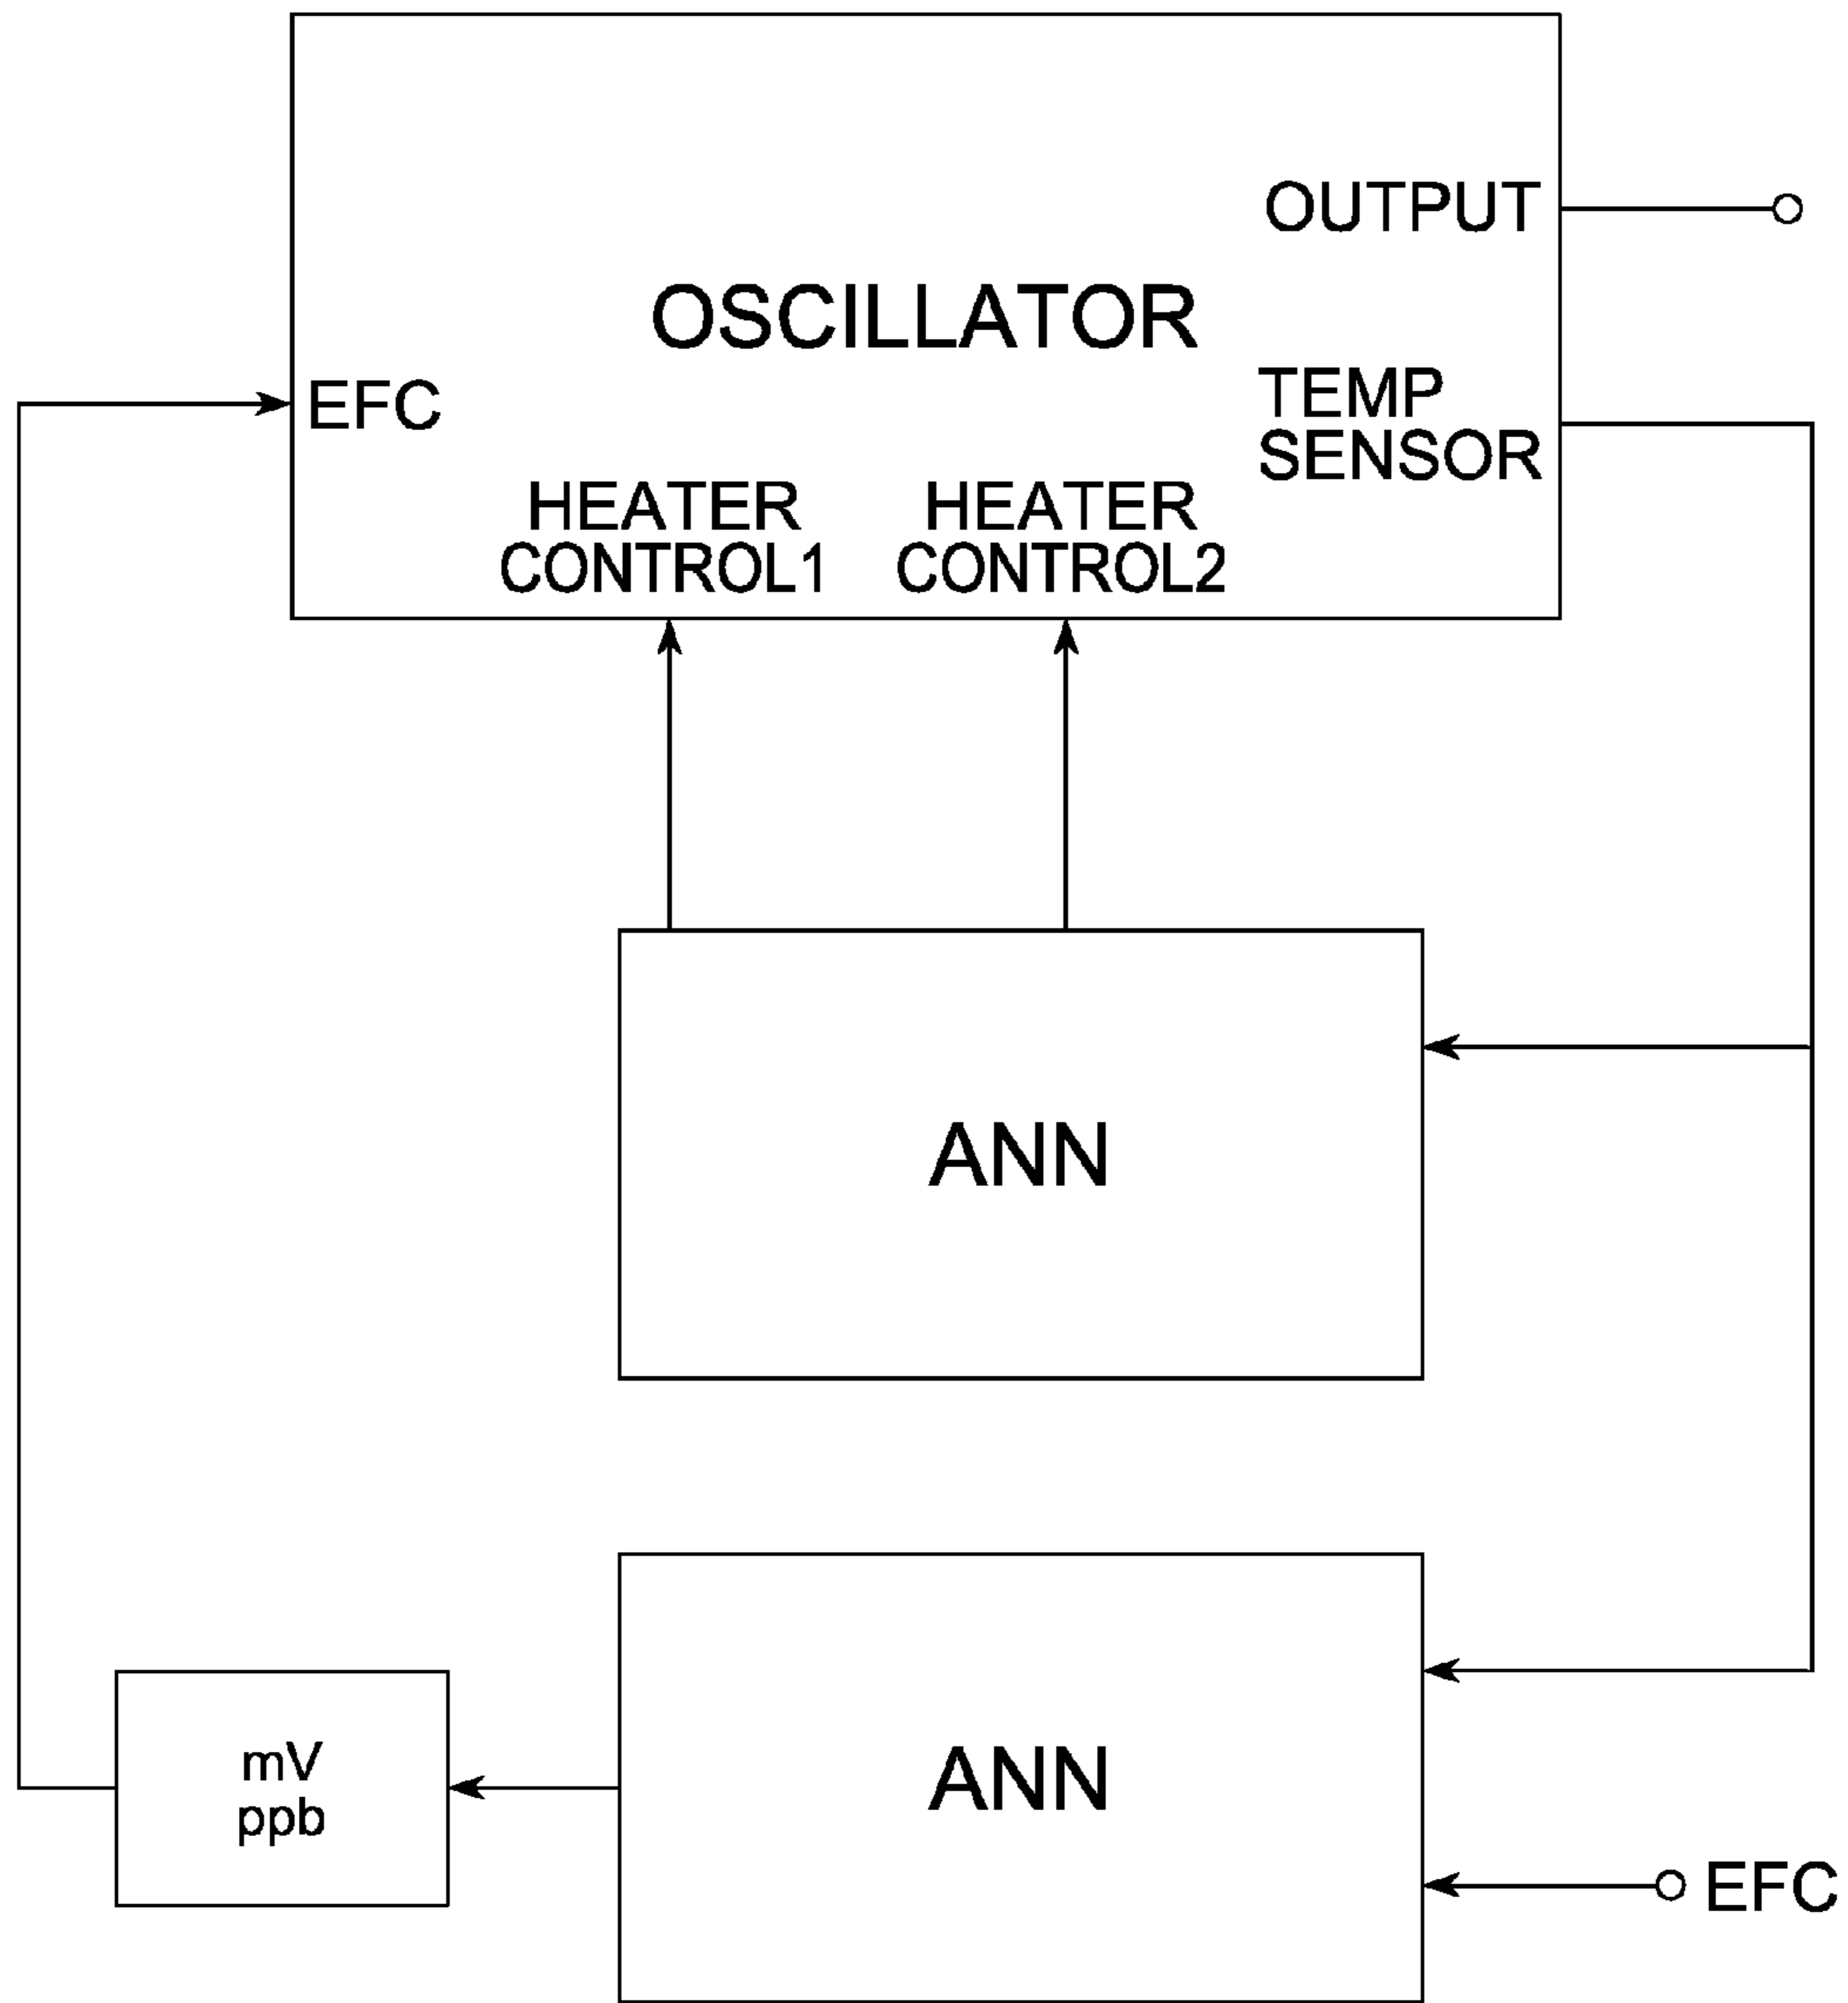 OUTPUT
OSCILLATOR
EFC
TEMP
SENSOR
HEATER
CONTROL1
HEATER
CONTROL2
ANN
ANN
mV
ppb
EFC